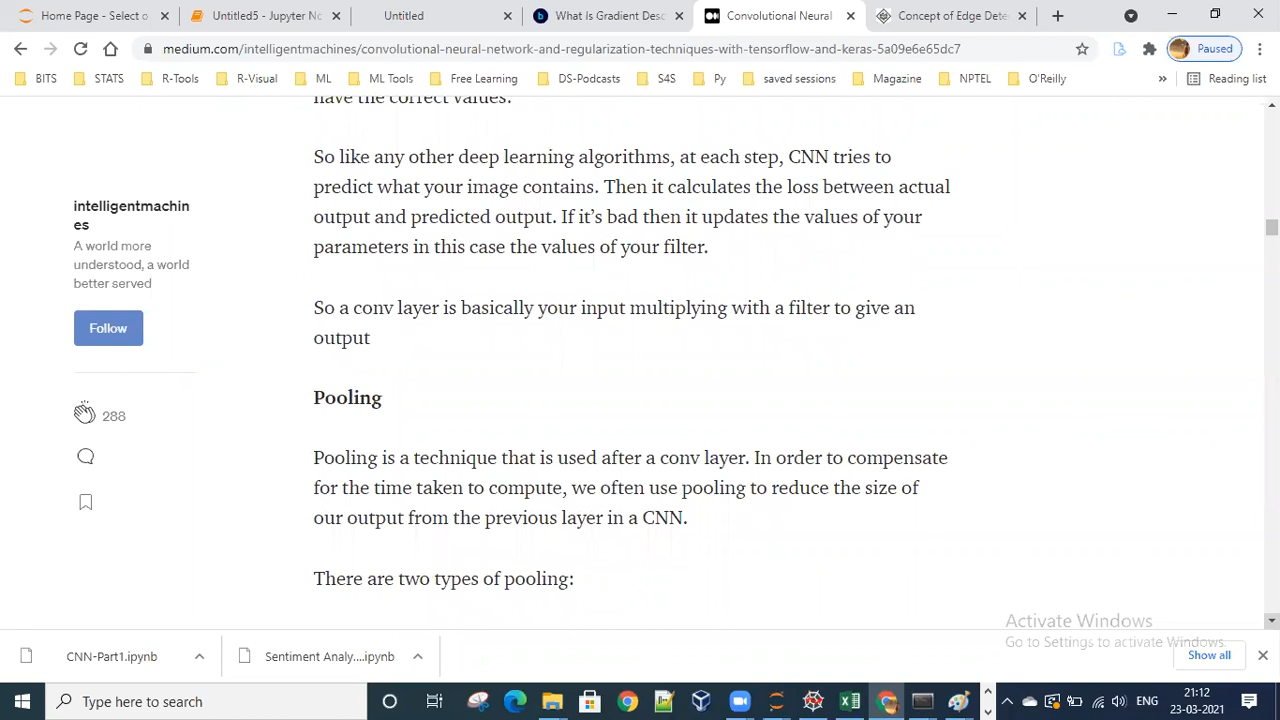 Home Page - Select o
Untitled5 - Jupyter No
Untitled
What Is Gradient Desc
Convolutional Neural
Concept of Edge Dete
medium.com/intelligentmachines/convolutional-neural-network-and-regularization-techniques-with-tensorflow-and-keras-5a09e6e65dc7
Paused
BITS STATS R-Tools R-Visual ML ML Tools Free Learning DS-Podcasts S4S Py saved sessions Magazine NPTEL O'Reilly » Reading list
have the correct values.
So like any other deep learning algorithms, at each step, CNN tries to
predict what your image contains. Then it calculates the loss between actual
output and predicted output. If it's bad then it updates the values of your
parameters in this case the values of your filter.
So a conv layer is basically your input multiplying with a filter to give an
output
Pooling
Pooling is a technique that is used after a conv layer. In order to compensate
for the time taken to compute, we often use pooling to reduce the size of
our output from the previous layer in a CNN.
There are two types of pooling:
intelligentmachin
es
A world more
understood, a world
better served
Follow
288
Activate Windows
Go to Settings to activate Windows.
CNN-Part1.ipynb
Sentiment Analy....ipynb
Show all
Type here to search
ENG
21:12
23-03-2021